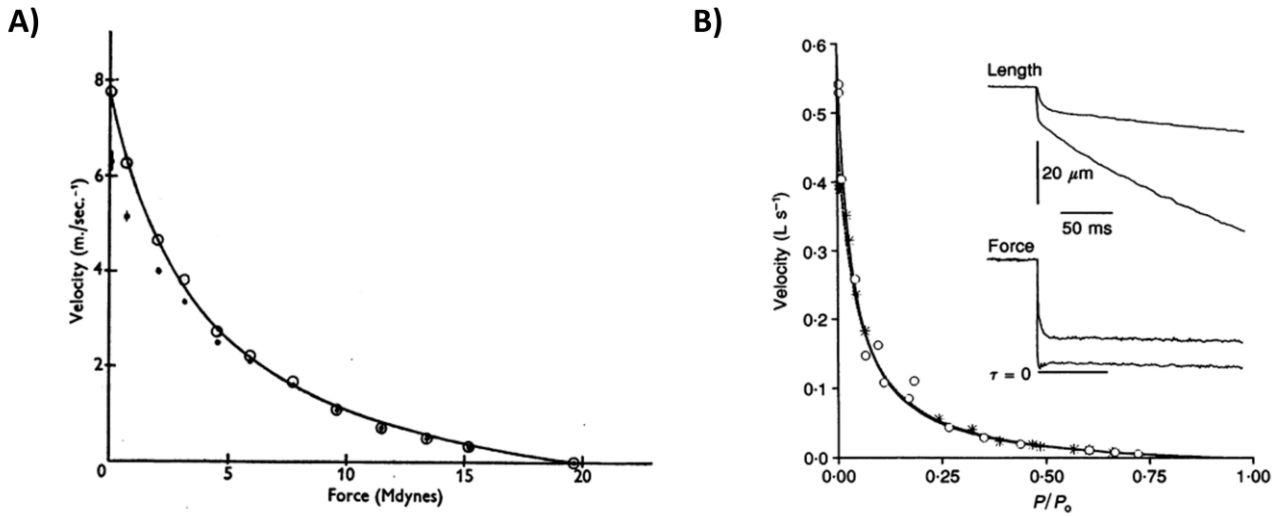 A)
8
6
4
2
0
5
10
15
20
Velocity (m./sec.⁻¹)
Force (Mdynes)
B)
0·6
0·5
0·4
0·3
0·2
0·1
0·0
0·00
0·25
0·50
0·75
1·00
Velocity (L s⁻¹)
P/Pₒ
Length
20 μm
50 ms
Force
τ = 0